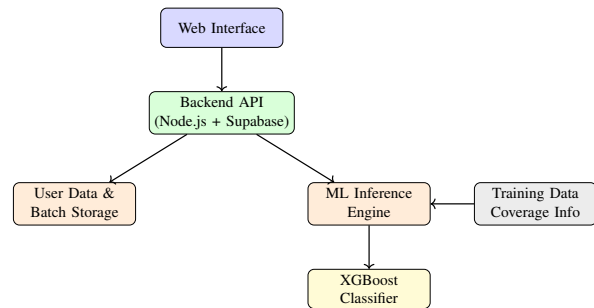 Web Interface
Backend API
(Node.js + Supabase)
User Data &
Batch Storage
ML Inference
Engine
Training Data
Coverage Info
XGBoost
Classifier